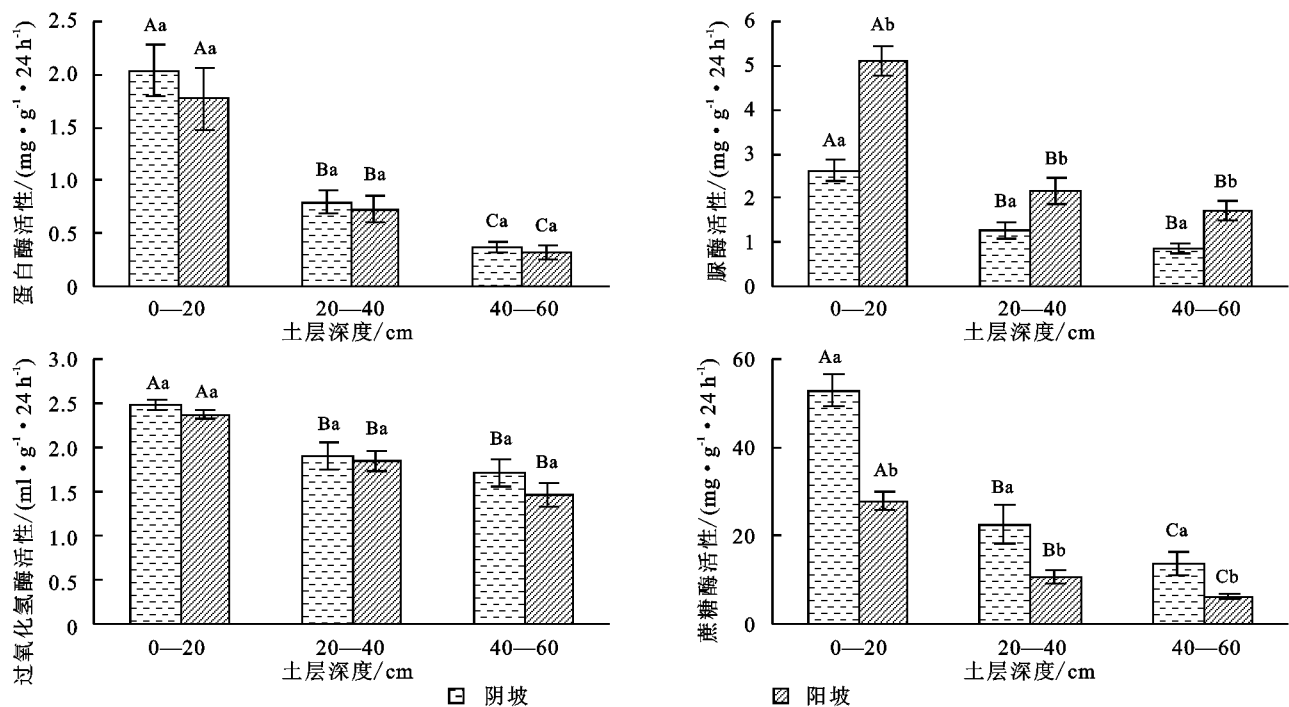 蛋白酶活性/(mg·g⁻¹·24 h⁻¹)
2.5
2.0
1.5
1.0
0.5
0
Aa Aa
Ba Ba
Ca Ca
0—20 20—40 40—60
土层深度/cm
脲酶活性/(mg·g⁻¹·24 h⁻¹)
6
5
4
3
2
1
0
Aa Ab
Ba Bb
Ba Bb
0—20 20—40 40—60
土层深度/cm
过氧化氢酶活性/(ml·g⁻¹·24 h⁻¹)
3.0
2.5
2.0
1.5
1.0
0.5
0
Aa Aa
Ba Ba
Ba Ba
0—20 20—40 40—60
土层深度/cm
蔗糖酶活性/(mg·g⁻¹·24 h⁻¹)
60
40
20
0
Aa Ab
Ba Bb
Ca Cb
0—20 20—40 40—60
土层深度/cm
阴坡 阳坡